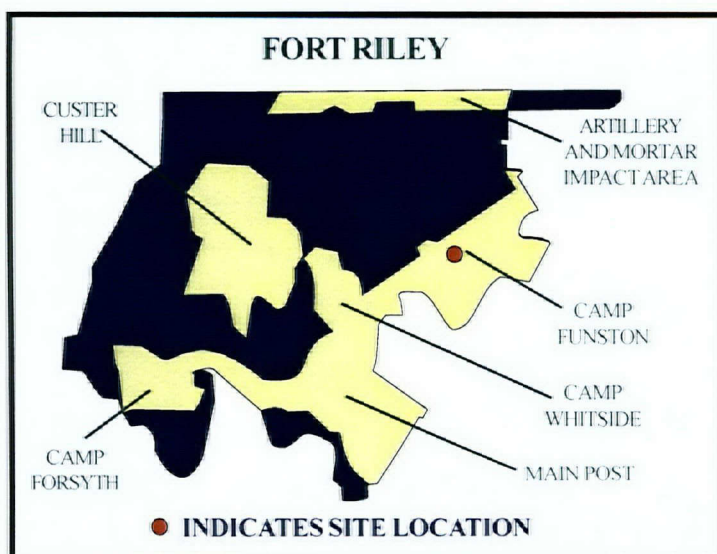 FORT RILEY
CUSTER
HILL
ARTILLERY
AND MORTAR
IMPACT AREA
CAMP
FUNSTON
CAMP
WHITSIDE
CAMP
FORSYTH
MAIN POST
INDICATES SITE LOCATION